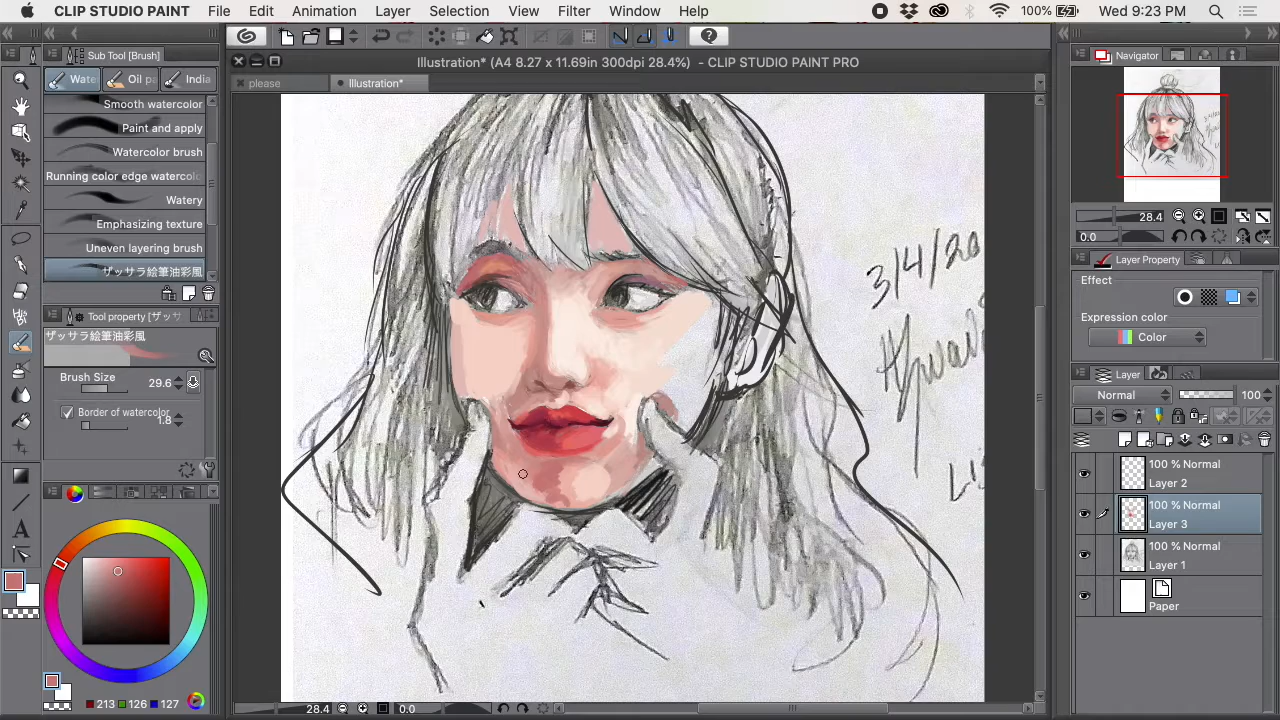 CLIP STUDIO PAINT File Edit Animation Layer Selection View Filter Window Help 100% Wed 9:23 PM
Illustration* (A4 8.27 x 11.69in 300dpi 28.4%) - CLIP STUDIO PAINT PRO
please Illustration*
Sub Tool [Brush]
Wate Oil p India
Smooth watercolor
Paint and apply
Watercolor brush
Running color edge waterco
Watery
Emphasizing texture
Uneven layering brush
ザッサラ絵筆油彩風
Tool property [ザッサ
ザッサラ絵筆油彩風
Brush Size 29.6
Border of watercolor
1.8
213 126 127
3/4/20
Li
28.4 0.0
Navigator
28.4
0.0
Layer Property
Effect
Expression color
Color
Layer
Normal 100
100 % Normal
Layer 2
100 % Normal
Layer 3
100 % Normal
Layer 1
Paper